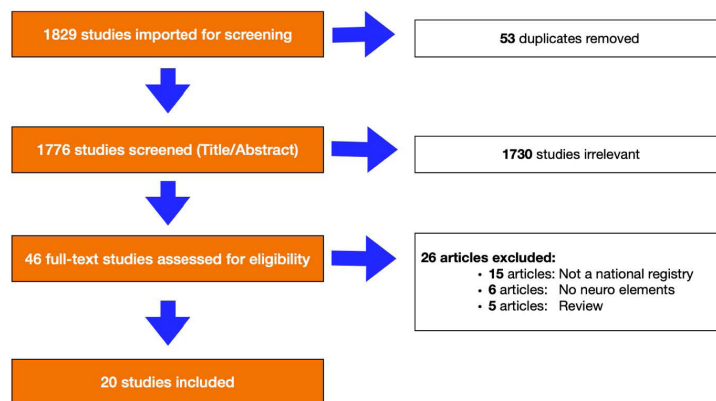 1829 studies imported for screening
53 duplicates removed
1776 studies screened (Title/Abstract)
1730 studies irrelevant
46 full-text studies assessed for eligibility
26 articles excluded:
• 15 articles: Not a national registry
• 6 articles: No neuro elements
• 5 articles: Review
20 studies included